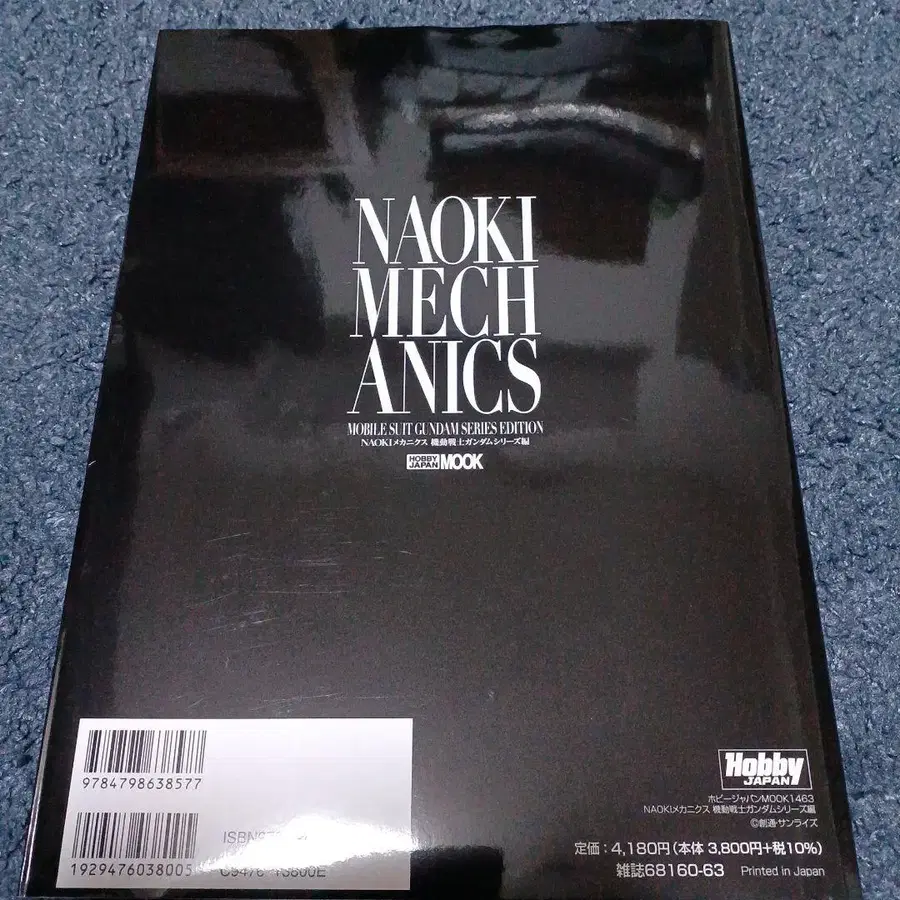 NAOKI
MECH
ANICS
MOBILE SUIT GUNDAM SERIES EDITION
NAOKIメカニクス 機動戦士ガンダムシリーズ編
HOBBY JAPAN MOOK
9784798638577
1929476038005
Hobby
JAPAN
ホビージャパンMOOK1463
NAOKIメカニクス 機動戦士ガンダムシリーズ編
©創通・サンライズ
定価:4,180円(本体 3,800円+税10%)
雑誌68160-63 Printed in Japan